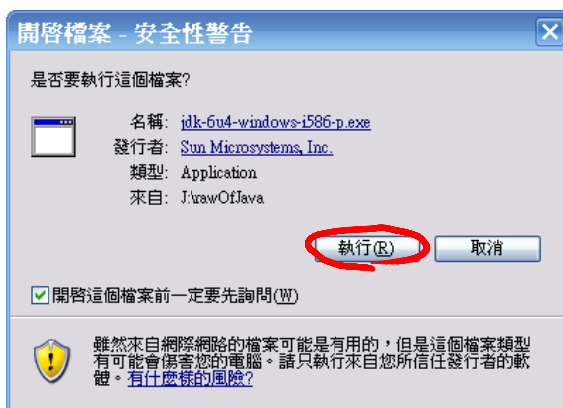 開啓檔案 - 安全性警告
是否要執行這個檔案?
名稱: jdk-6u4-windows-i586-p.exe
發行者: Sun Microsystems, Inc.
類型: Application
來自: J:\rawOfJava
執行(R) 取消
開啓這個檔案前一定要先詢問(W)
雖然來自網際網路的檔案可能是有用的，但是這個檔案類型
有可能會傷害您的電腦。請只執行來自您所信任發行者的軟
體。有什麼樣的風險?